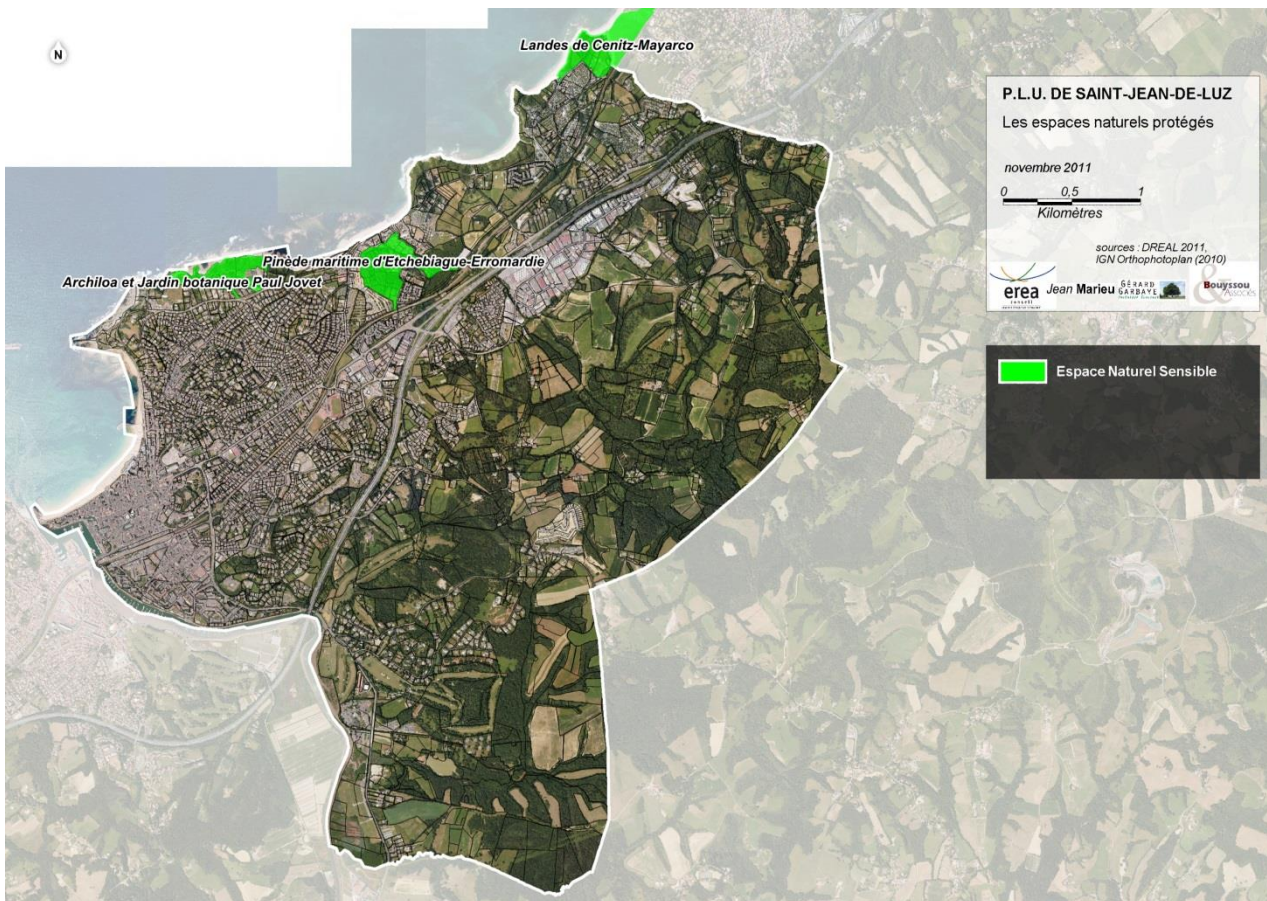 N
Landes de Cenitz-Mayarco
Pinède maritime d'Etchebiague-Erromardie
Archiloa et Jardin botanique Paul Jovet
P.L.U. DE SAINT-JEAN-DE-LUZ
Les espaces naturels protégés
novembre 2011
0 0,5 1
Kilomètres
sources : DREAL 2011,
IGN Orthophotoplan (2010)
erea
conseil
Jean Marieu
GÉRARD
GARBAYE
& Bouyssou
Associés
Espace Naturel Sensible